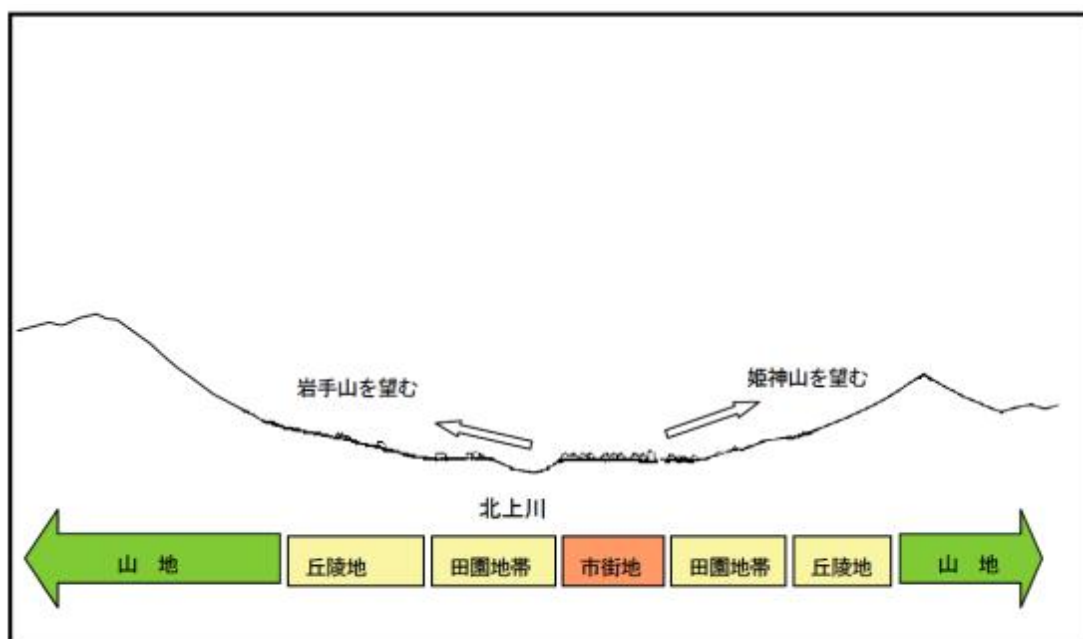 岩手山を望む
姫神山を望む
北上川
山 地
丘陵地
田園地帯
市街地
田園地帯
丘陵地
山 地